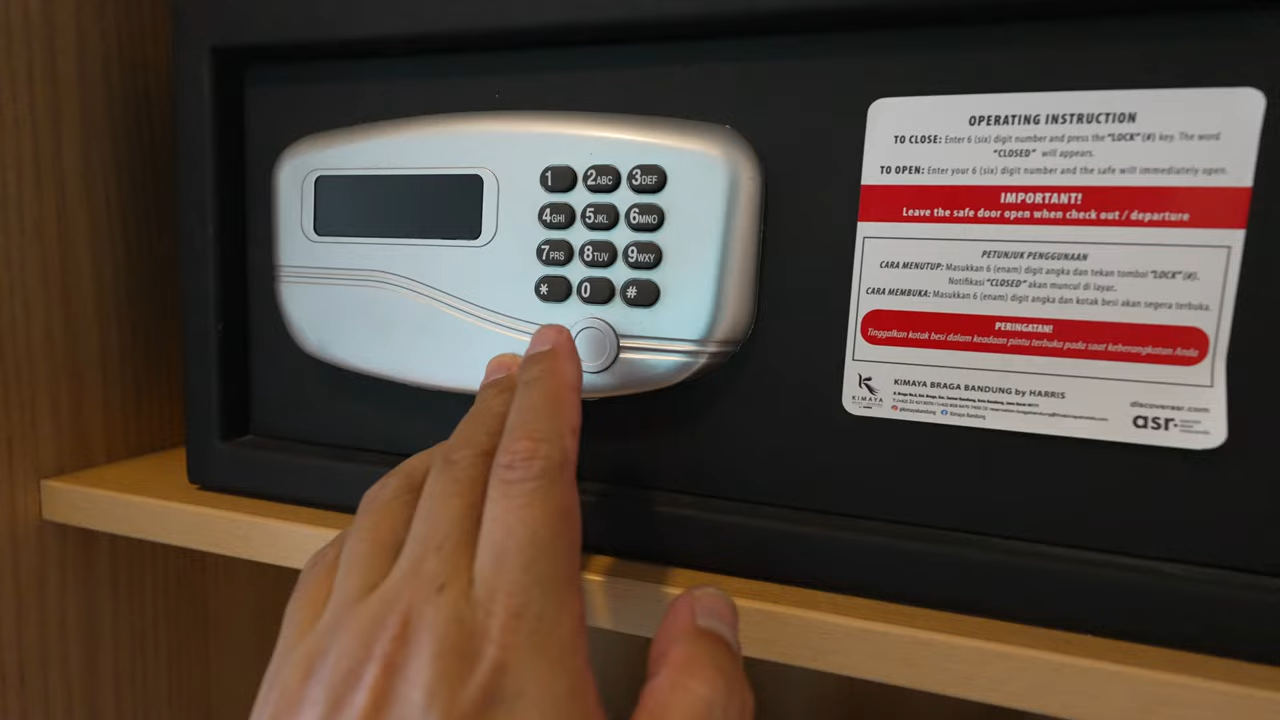 1 2ABC 3DEF
4GHI 5JKL 6MNO
7PRS 8TUV 9WXY
* 0 #
OPERATING INSTRUCTION
TO CLOSE: Enter 6 (six) digit number and press the "LOCK" (#) key. The word
"CLOSED" will appears.
TO OPEN: Enter your 6 (six) digit number and the safe will immediately open.
IMPORTANT!
Leave the safe door open when check out / departure
PETUNJUK PENGGUNAAN
CARA MENUTUP: Masukkan 6 (enam) digit angka dan tekan tombol "LOCK" (#).
Notifikasi "CLOSED" akan muncul di layar.
CARA MEMBUKA: Masukkan 6 (enam) digit angka dan kotak besi akan segera terbuka.
PERINGATAN!
Tinggalkan kotak besi dalam keadaan pintu terbuka pada saat keberangkatan Anda
KIMAYA
KIMAYA BRAGA BANDUNG by HARRIS
@kimayabandung Kimaya Bandung
discoverasr.com
asr